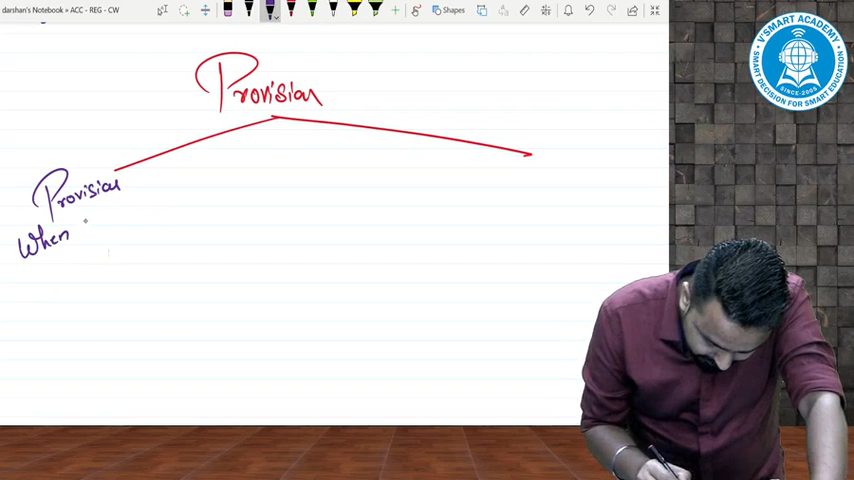 darshan's Notebook » ACC - REG - CW
Shapes
V'SMART ACADEMY
SMART DECISION FOR SMART EDUCATION
SINCE-2005
Provision
Provision
When